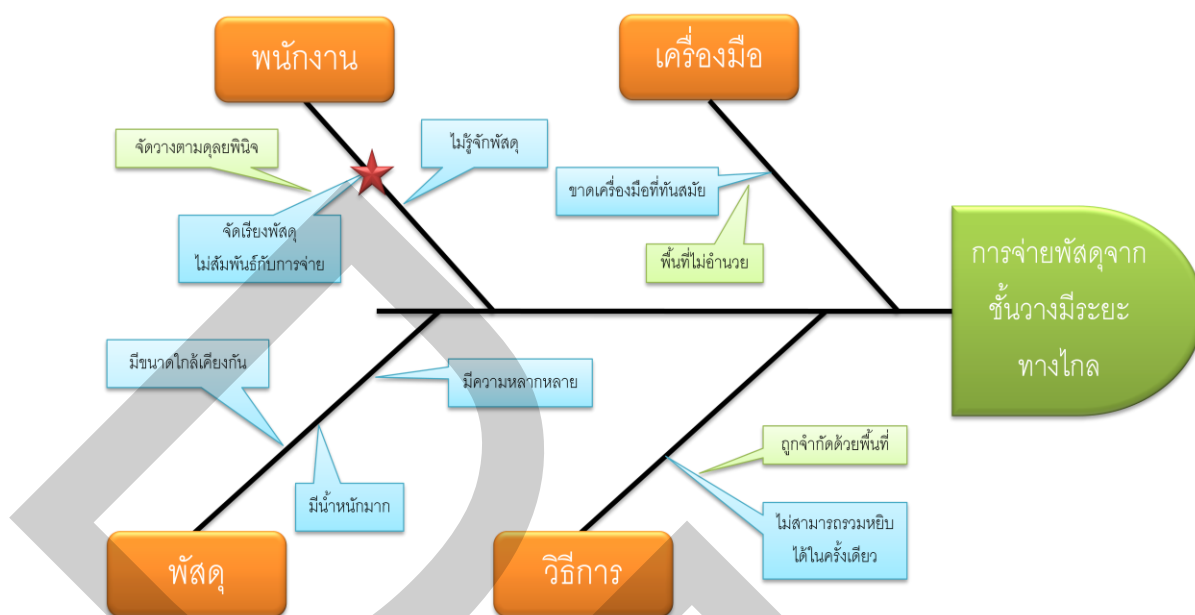 พนักงาน
เครื่องมือ
จัดวางตามดุลยพินิจ
ไม่รู้จักพัสดุ
ขาดเครื่องมือที่ทันสมัย
จัดเรียงพัสดุ
ไม่สัมพันธ์กับการจ่าย
พื้นที่ไม่อำนวย
การจ่ายพัสดุจาก
ชั้นวางมีระยะ
ทางไกล
มีขนาดใกล้เคียงกัน
มีความหลากหลาย
ถูกจำกัดด้วยพื้นที่
มีน้ำหนักมาก
ไม่สามารถรวมหยิบ
ได้ในครั้งเดียว
พัสดุ
วิธีการ